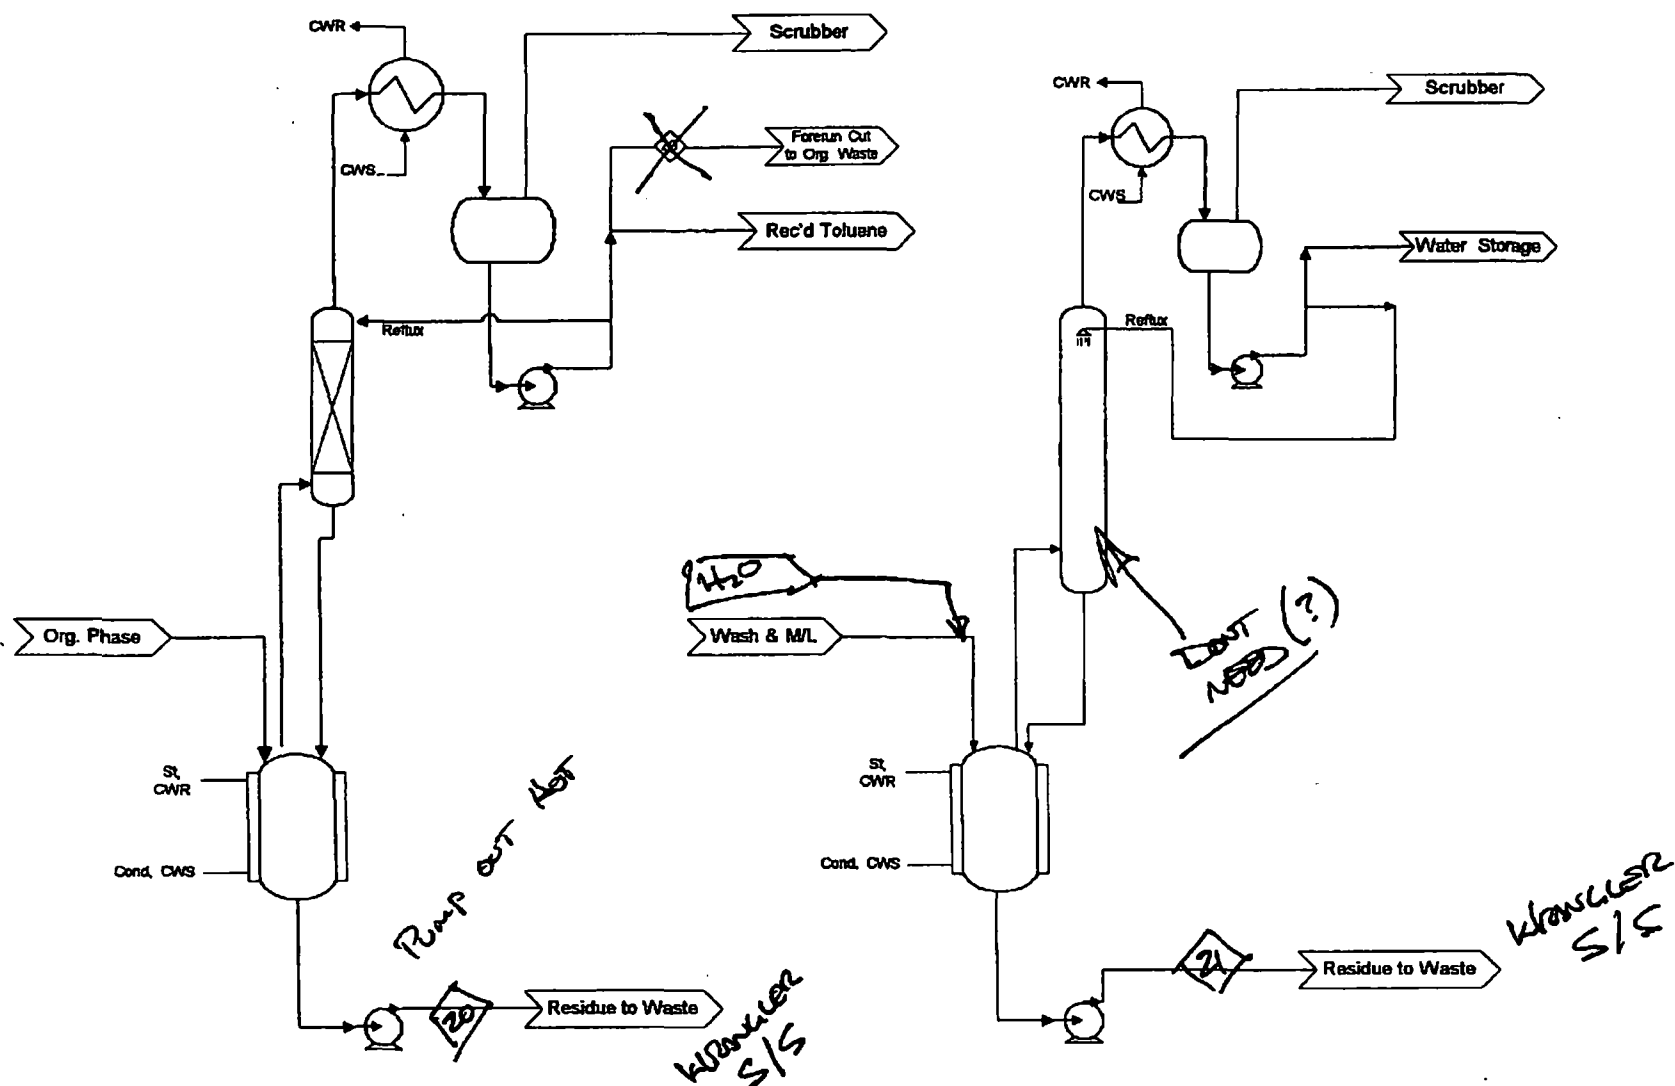 CWR
Scrubber
CWS
Forerun Cut
to Org Waste
Rec'd Toluene
Reflux
Org. Phase
St,
CWR
Cond, CWS
PUMP OUT HOT
20
Residue to Waste
S/S
CWR
Scrubber
CWS
Water Storage
Reflux
H2O
Wash & M/L
DONT
NEED (?)
St,
CWR
Cond, CWS
21
Residue to Waste
S/S